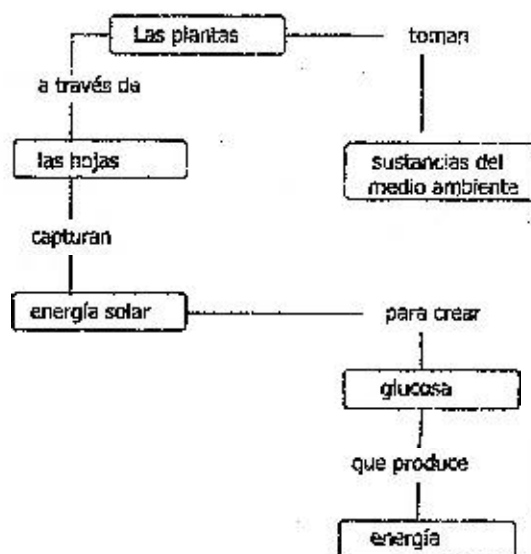 Las plantas
toman
a través da
las hojas
sustancias del
medio ambiente
capturan
energía solar
para crear
glucosa
que produce
energía